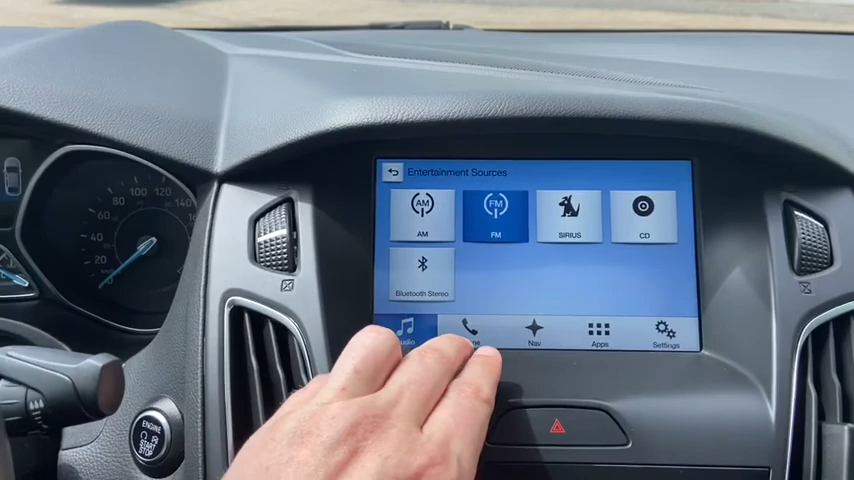 Entertainment Sources
AM
FM
AM
FM
SIRIUS
CD
Bluetooth Stereo
Nav
Apps
Settings
80
100
120
60
140
40
20
ENGINE
START
STOP